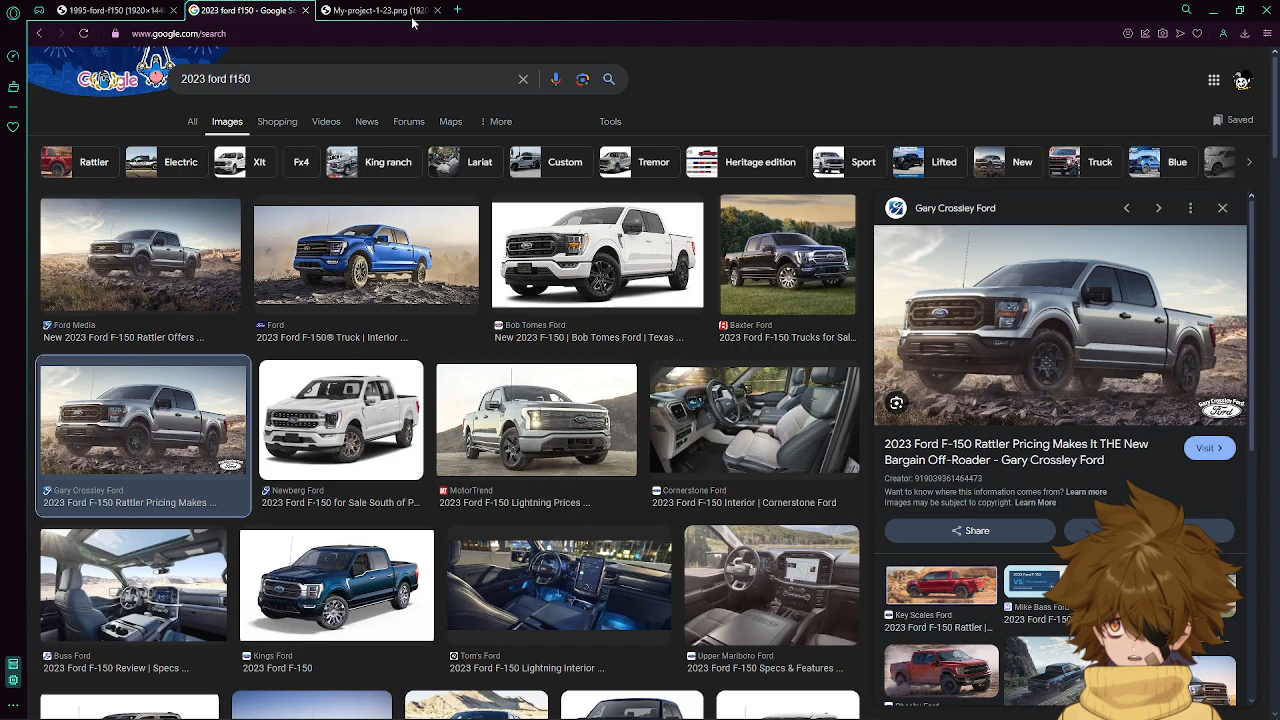 1995-ford-f150 (1920×144
2023 ford f150 - Google Se
My-project-1-23.png (1920
www.google.com/search
Google
2023 ford f150
All
Images
Shopping
Videos
News
Forums
Maps
More
Tools
Saved
Rattler
Electric
Xlt
Fx4
King ranch
Lariat
Custom
Tremor
Heritage edition
Sport
Lifted
New
Truck
Blue
Ford Media
New 2023 Ford F-150 Rattler Offers ...
Ford
2023 Ford F-150® Truck | Interior ...
Bob Tomes Ford
New 2023 F-150 | Bob Tomes Ford | Texas ...
Baxter Ford
2023 Ford F-150 Trucks for Sal...
Gary Crossley Ford
2023 Ford F-150 Rattler Pricing Makes ...
Newberg Ford
2023 Ford F-150 for Sale South of P...
MotorTrend
2023 Ford F-150 Lightning Prices ...
Cornerstone Ford
2023 Ford F-150 Interior | Cornerstone Ford
Buss Ford
2023 Ford F-150 Review | Specs ...
Kings Ford
2023 Ford F-150
Tom's Ford
2023 Ford F-150 Lightning Interior ...
Upper Marlboro Ford
2023 Ford F-150 Specs & Features ...
Gary Crossley Ford
Gary Crossley Ford
Ford
2023 Ford F-150 Rattler Pricing Makes It THE New
Bargain Off-Roader - Gary Crossley Ford
Visit
Creator: 919039361464473
Want to know where this information comes from? Learn more
Images may be subject to copyright. Learn More
Share
Key Scales Ford
2023 Ford F-150 Rattler |...
VS.
Mike Bass Ford
2023 Ford F-150